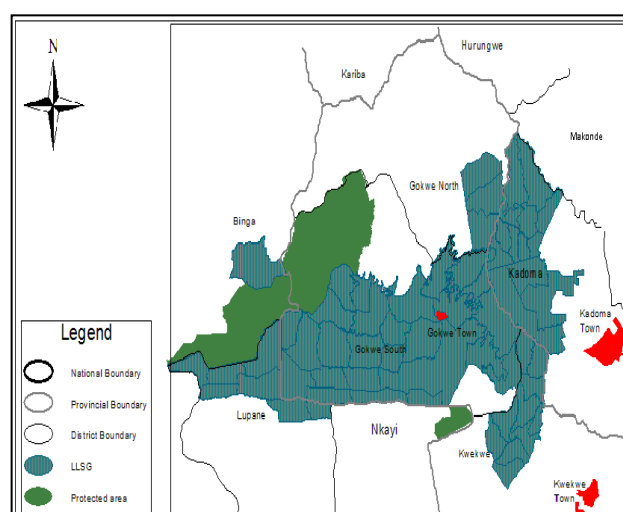 N
Hurungwe
Kariba
Makonde
Gokwe North
Binga
Kadoma
Kadoma
Town
Gokwe Town
Gokwe South
Lupane
Nkayi
Kwekwe
Kwekwe
Town
Legend
National Boundary
Provincial Boundary
District Boundary
LLSG
Protected area